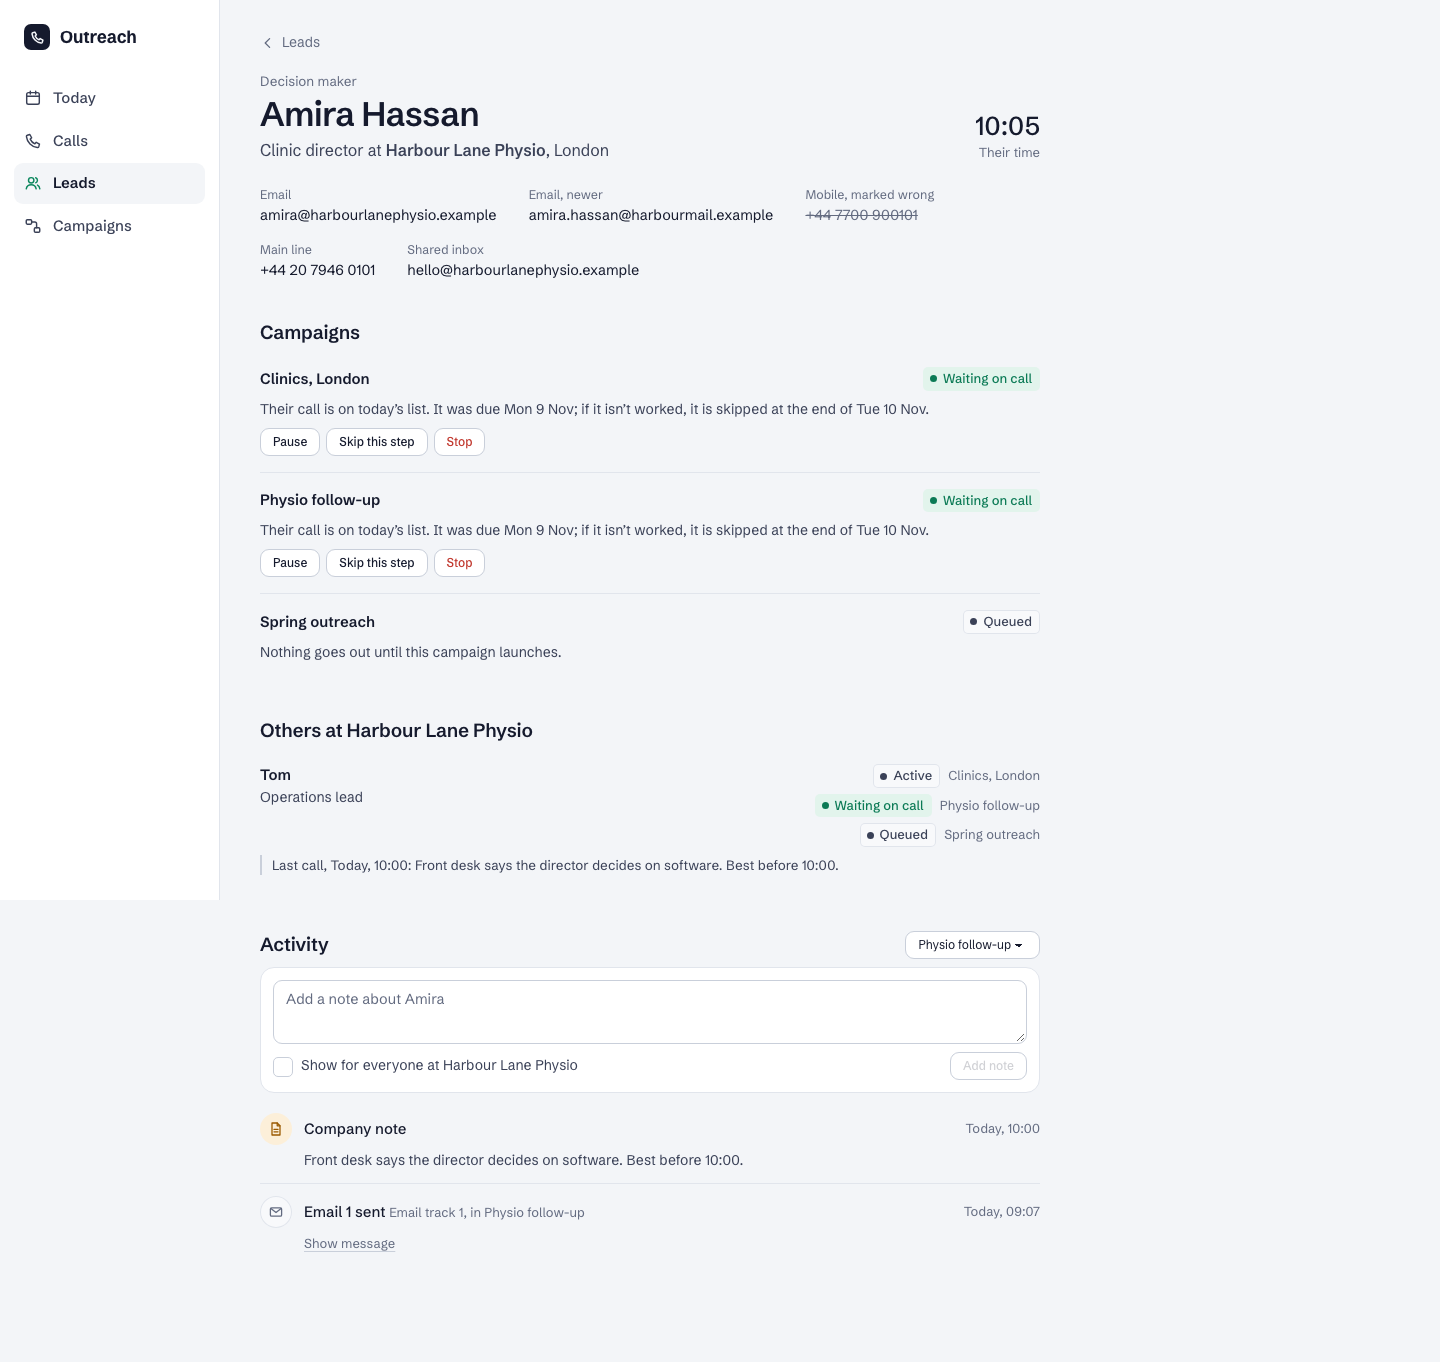 Outreach
Today
Calls
Leads
Campaigns
Leads
Decision maker
Amira Hassan
Clinic director at Harbour Lane Physio, London
10:05
Their time
Email
amira@harbourlanephysio.example
Email, newer
amira.hassan@harbourmail.example
Mobile, marked wrong
+44 7700 900101
Main line
+44 20 7946 0101
Shared inbox
hello@harbourlanephysio.example
Campaigns
Clinics, London
Waiting on call
Their call is on today’s list. It was due Mon 9 Nov; if it isn’t worked, it is skipped at the end of Tue 10 Nov.
Pause
Skip this step
Stop
Physio follow-up
Waiting on call
Their call is on today’s list. It was due Mon 9 Nov; if it isn’t worked, it is skipped at the end of Tue 10 Nov.
Pause
Skip this step
Stop
Spring outreach
Queued
Nothing goes out until this campaign launches.
Others at Harbour Lane Physio
Tom
Operations lead
Active Clinics, London
Waiting on call Physio follow-up
Queued Spring outreach
Last call, Today, 10:00: Front desk says the director decides on software. Best before 10:00.
Activity
Physio follow-up
Add a note about Amira
Show for everyone at Harbour Lane Physio
Add note
Company note
Today, 10:00
Front desk says the director decides on software. Best before 10:00.
Email 1 sent Email track 1, in Physio follow-up
Today, 09:07
Show message